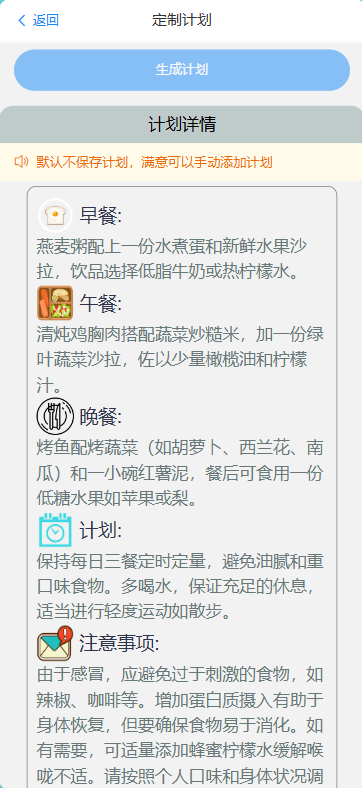 返回
定制计划
生成计划
计划详情
默认不保存计划，满意可以手动添加计划
早餐:
燕麦粥配上一份水煮蛋和新鲜水果沙
拉，饮品选择低脂牛奶或热柠檬水。
午餐:
清炖鸡胸肉搭配蔬菜炒糙米，加一份绿
叶蔬菜沙拉，佐以少量橄榄油和柠檬
汁。
晚餐:
烤鱼配烤蔬菜（如胡萝卜、西兰花、南
瓜）和一小碗红薯泥，餐后可食用一份
低糖水果如苹果或梨。
计划:
保持每日三餐定时定量，避免油腻和重
口味食物。多喝水，保证充足的休息，
适当进行轻度运动如散步。
注意事项:
由于感冒，应避免过于刺激的食物，如
辣椒、咖啡等。增加蛋白质摄入有助于
身体恢复，但要确保食物易于消化。如
有需要，可适量添加蜂蜜柠檬水缓解喉
咙不适。请按照个人口味和身体状况调